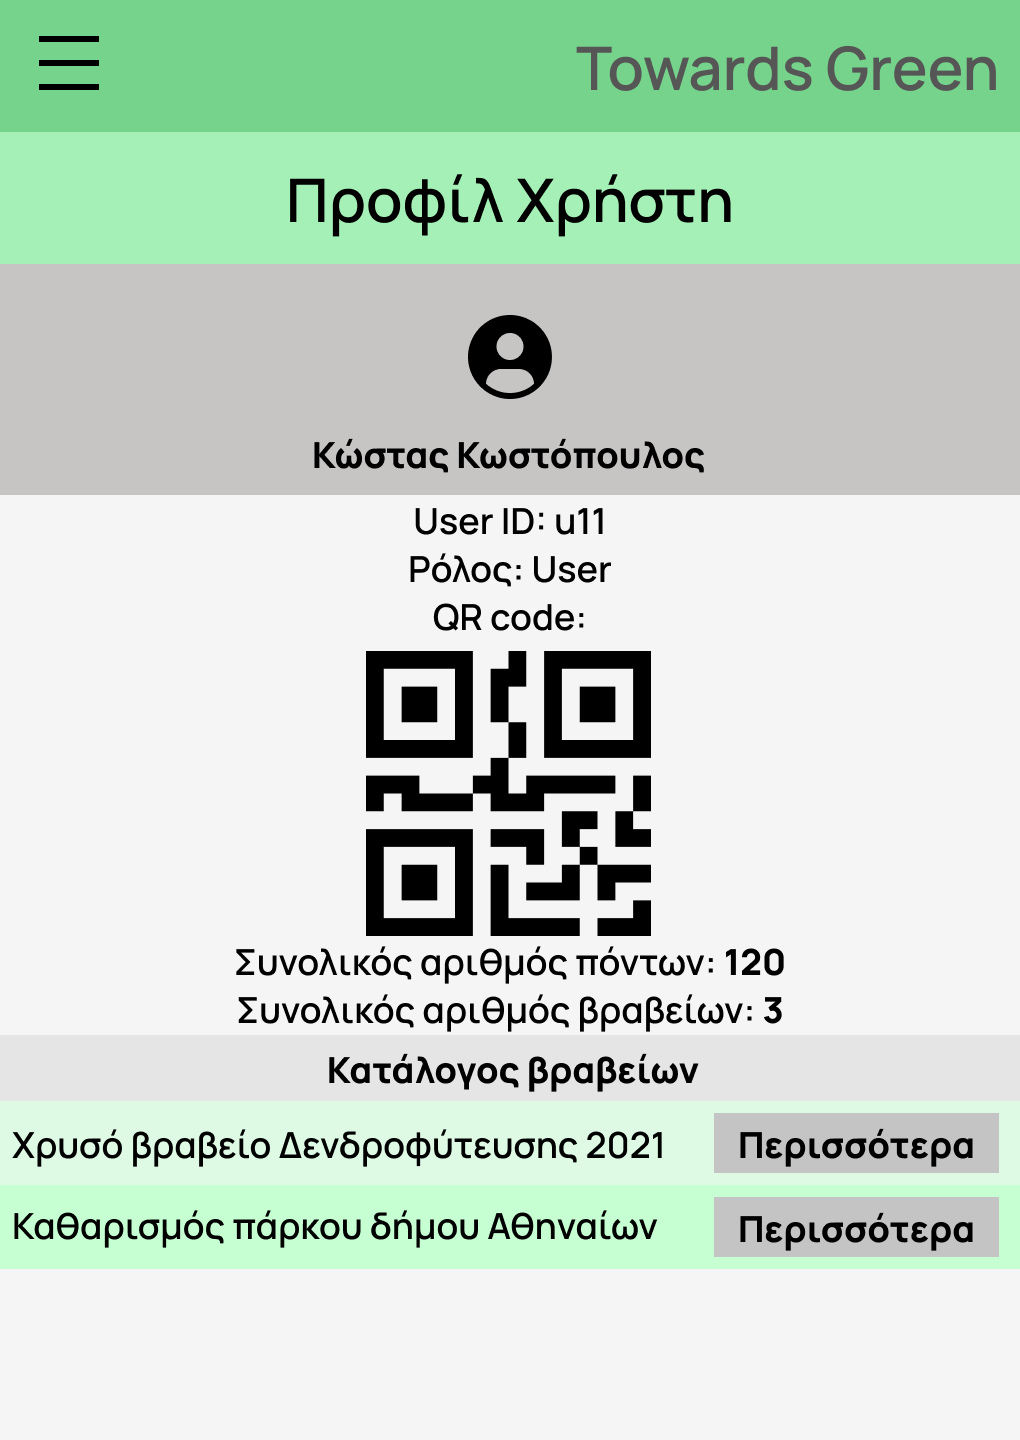 Towards Green
Προφίλ Χρήστη
Κώστας Κωστόπουλος
User ID: u11
Ρόλος: User
QR code:
Συνολικός αριθμός πόντων: 120
Συνολικός αριθμός βραβείων: 3
Κατάλογος βραβείων
Χρυσό βραβείο Δενδροφύτευσης 2021
Περισσότερα
Καθαρισμός πάρκου δήμου Αθηναίων
Περισσότερα